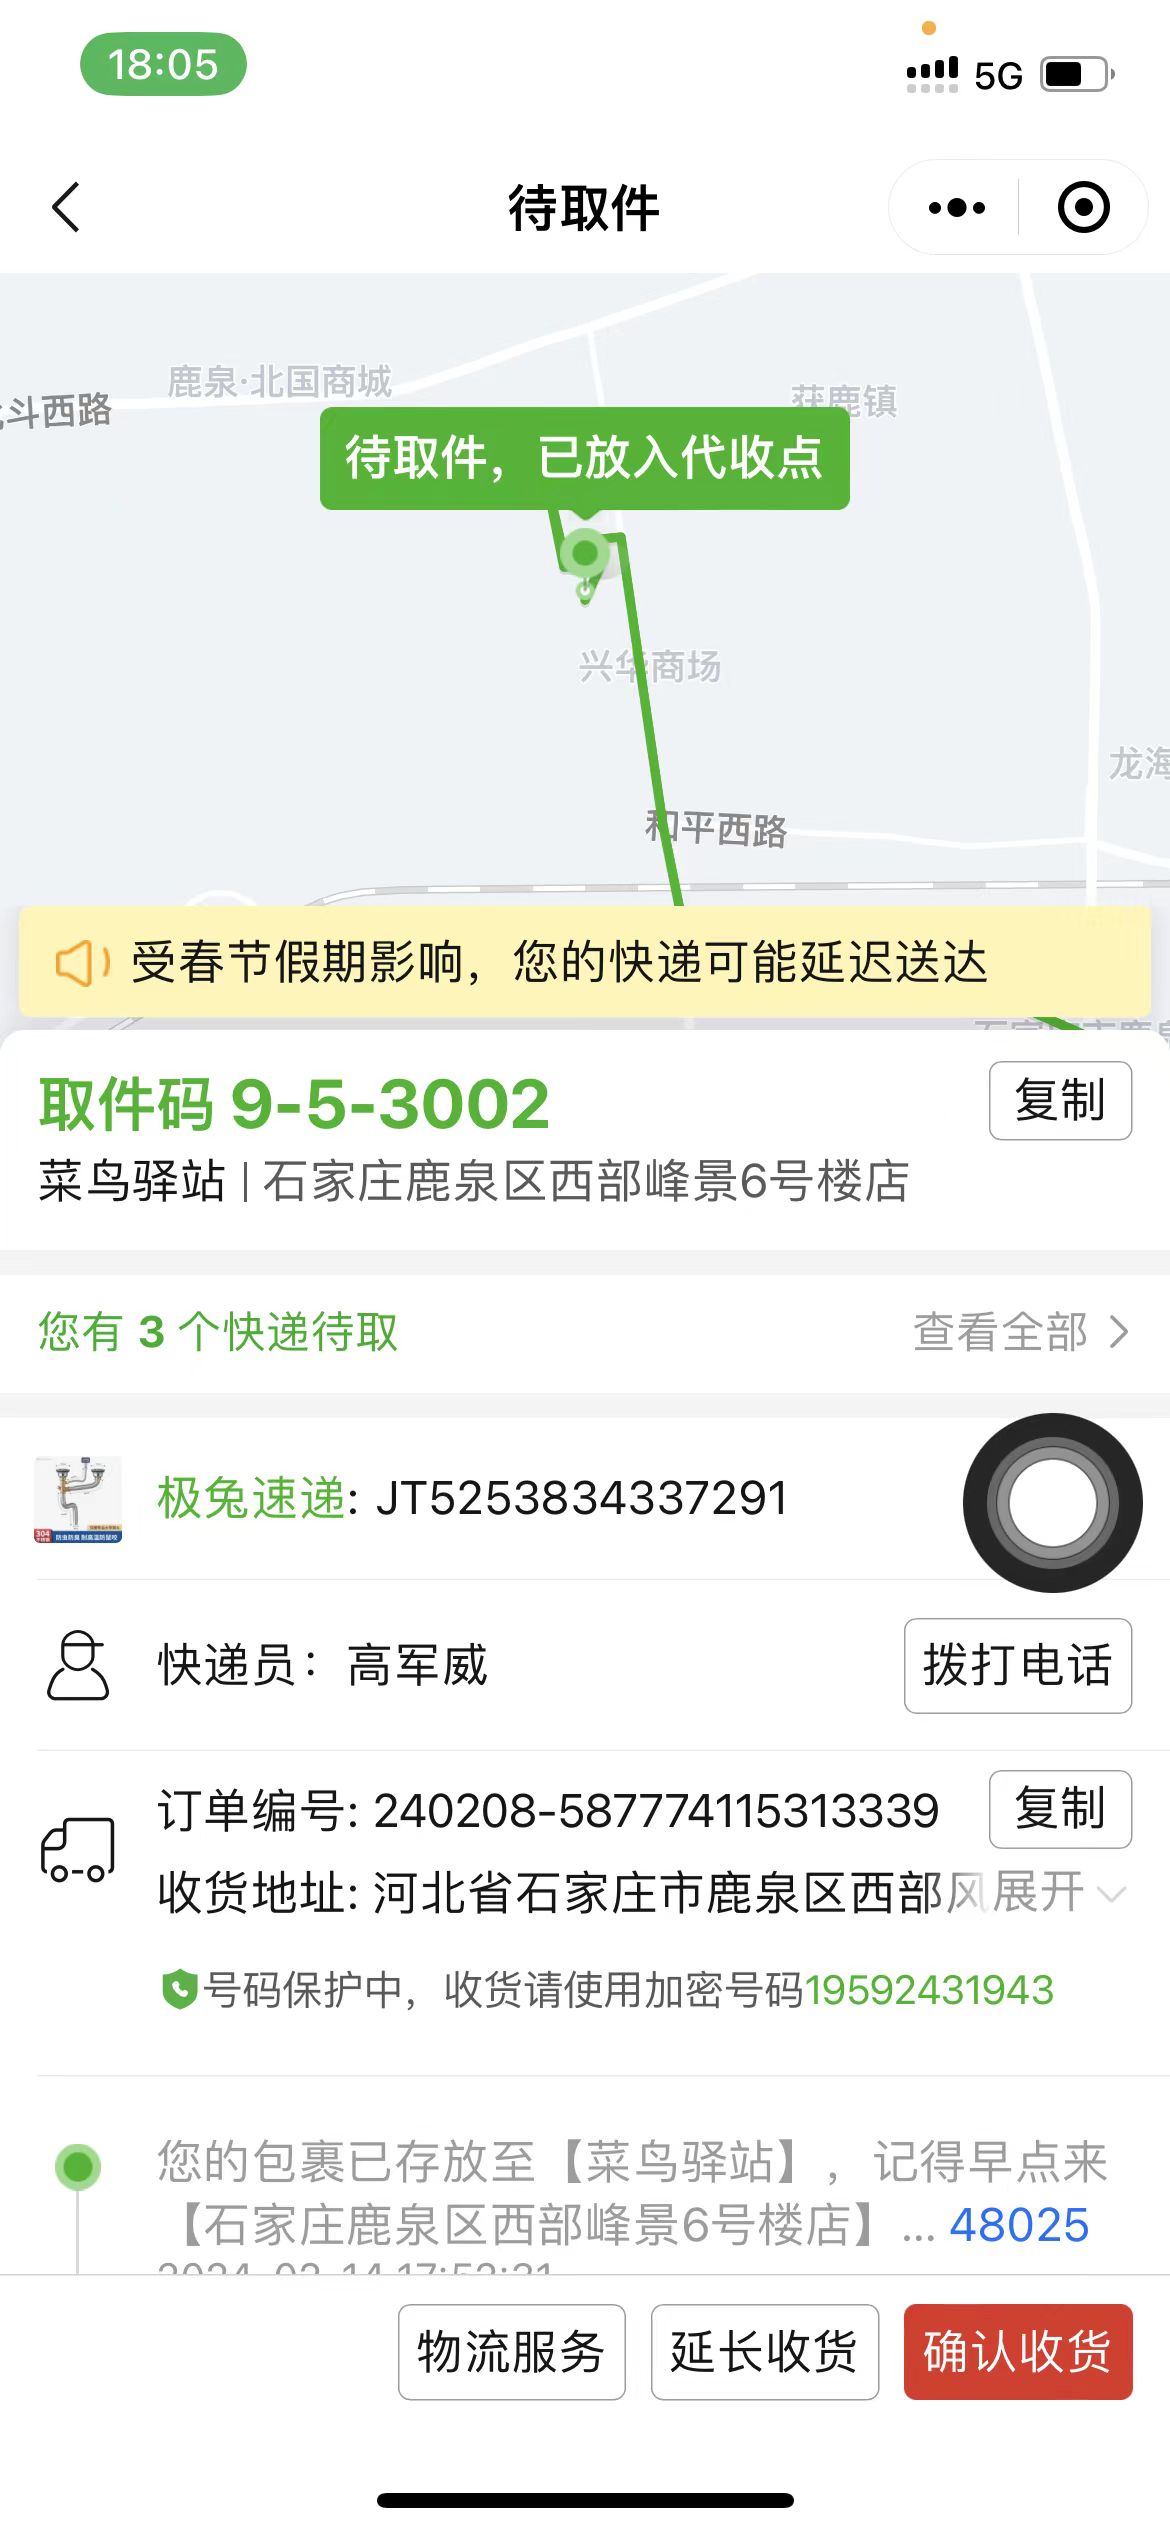 18:05
5G
待取件
鹿泉·北国商城
斗西路
获鹿镇
待取件，已放入代收点
兴华商场
龙海
和平西路
受春节假期影响，您的快递可能延迟送达
取件码 9-5-3002
复制
菜鸟驿站 | 石家庄鹿泉区西部峰景6号楼店
您有 3 个快递待取
查看全部
304
极兔速递: JT5253834337291
快递员：高军威
拨打电话
订单编号: 240208-587774115313339
复制
收货地址: 河北省石家庄市鹿泉区西部风展开
号码保护中，收货请使用加密号码19592431943
您的包裹已存放至【菜鸟驿站】，记得早点来
【石家庄鹿泉区西部峰景6号楼店】... 48025
2024-02-14 17:52:31
物流服务
延长收货
确认收货